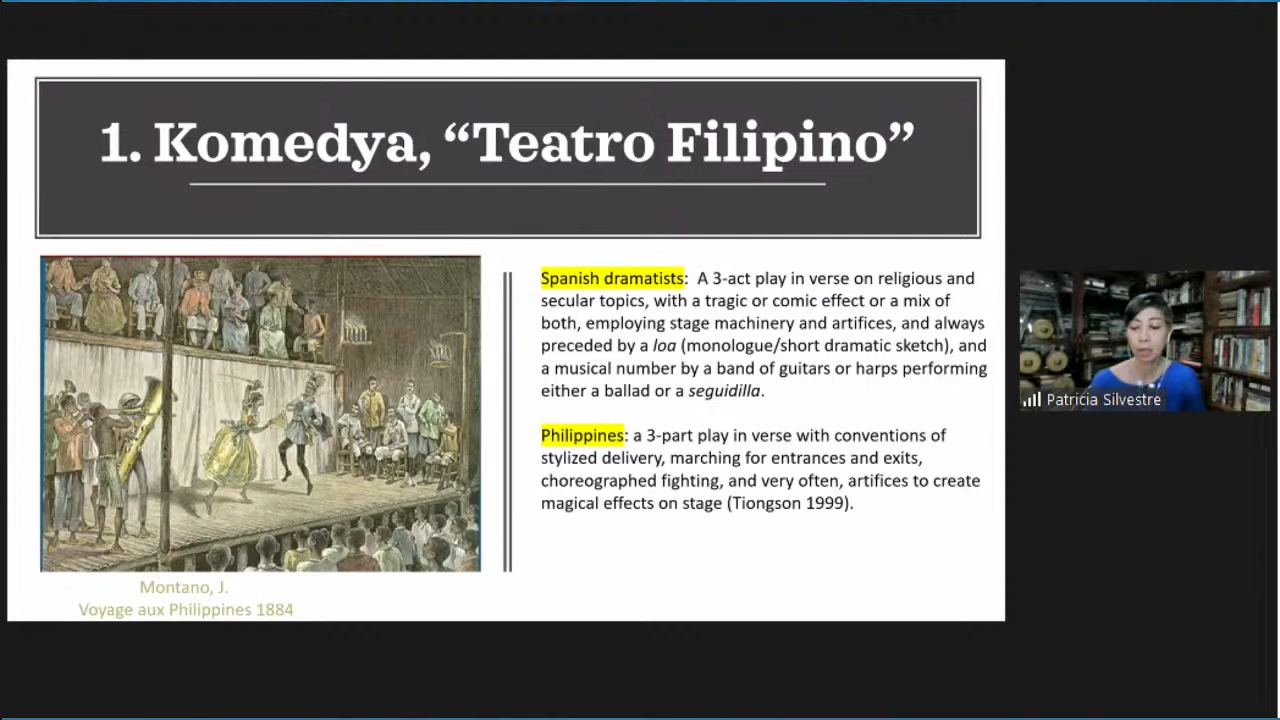 1. Komedya, “Teatro Filipino”
Spanish dramatists:  A 3-act play in verse on religious and
secular topics, with a tragic or comic effect or a mix of
both, employing stage machinery and artifices, and always
preceded by a loa (monologue/short dramatic sketch), and
a musical number by a band of guitars or harps performing
either a ballad or a seguidilla.
Philippines: a 3-part play in verse with conventions of
stylized delivery, marching for entrances and exits,
choreographed fighting, and very often, artifices to create
magical effects on stage (Tiongson 1999).
Montano, J.
Voyage aux Philippines 1884
Patricia Silvestre